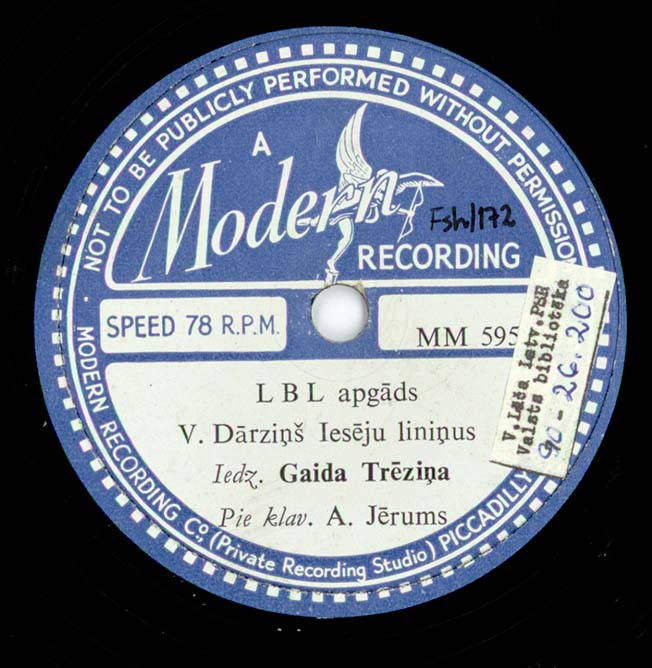 NOT TO BE PUBLICLY PERFORMED WITHOUT PERMISSION
A
Modern
RECORDING
Fsh/172
SPEED 78 R.P.M.
MM 595
L B L apgāds
V. Dārziņš Iesēju liniņus
Iedz. Gaida Trēziņa
Pie klav. A. Jērums
V. Lāča Latv. PSR
Valsts bibliotēka
90-26.200
MODERN RECORDING Cº., (Private Recording Studio) PICCADILLY